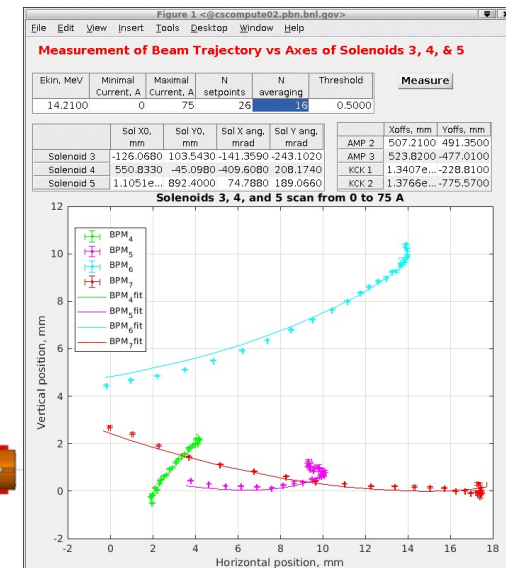 Figure 1 <@cscompute02.pbn.bnl.gov>
File Edit View Insert Tools Desktop Window Help
Measurement of Beam Trajectory vs Axes of Solenoids 3, 4, & 5
Ekin, MeV Minimal Current, A Maximal Current, A N setpoints N averaging Threshold
14.2100 0 75 26 16 0.5000
Measure
Sol X0, mm Sol Y0, mm Sol X ang, mrad Sol Y ang, mrad
Solenoid 3 -126.0680 103.5430 -141.3590 -243.1020
Solenoid 4 550.8330 -45.0980 -409.6080 208.1740
Solenoid 5 1.1051e... 892.4000 74.7880 189.0660
Xoffs, mm Yoffs, mm
AMP 2 507.2100 491.3500
AMP 3 523.8200 -477.0100
KCK 1 1.3407e... -228.8100
KCK 2 1.3766e... -775.5700
Solenoids 3, 4, and 5 scan from 0 to 75 A
12
10
8
6
4
2
0
-2
Vertical position, mm
BPM4
BPM5
BPM6
BPM7
BPM4fit
BPM5fit
BPM6fit
BPM7fit
-2 0 2 4 6 8 10 12 14 16 18
Horizontal position, mm